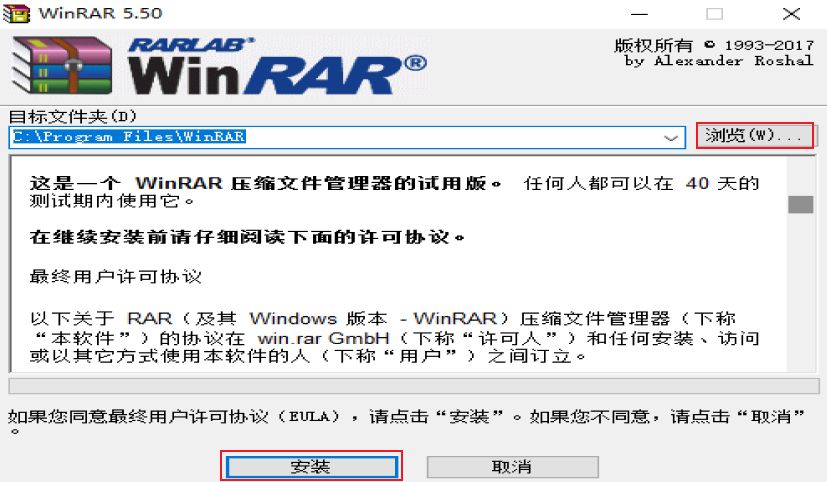 WinRAR 5.50
RARLAB®
WinRAR®
版权所有 © 1993-2017
by Alexander Roshal
目标文件夹(D)
C:\Program Files\WinRAR
浏览(W)...
这是一个 WinRAR 压缩文件管理器的试用版。 任何人都可以在 40 天的
测试期内使用它。
在继续安装前请仔细阅读下面的许可协议。
最终用户许可协议
以下关于 RAR（及其 Windows 版本 - WinRAR）压缩文件管理器（下称
“本软件”）的协议在 win.rar GmbH（下称“许可人”）和任何安装、访问
或以其它方式使用本软件的人（下称“用户”）之间订立。
如果您同意最终用户许可协议（EULA），请点击“安装”。如果您不同意，请点击“取消”
。
安装
取消